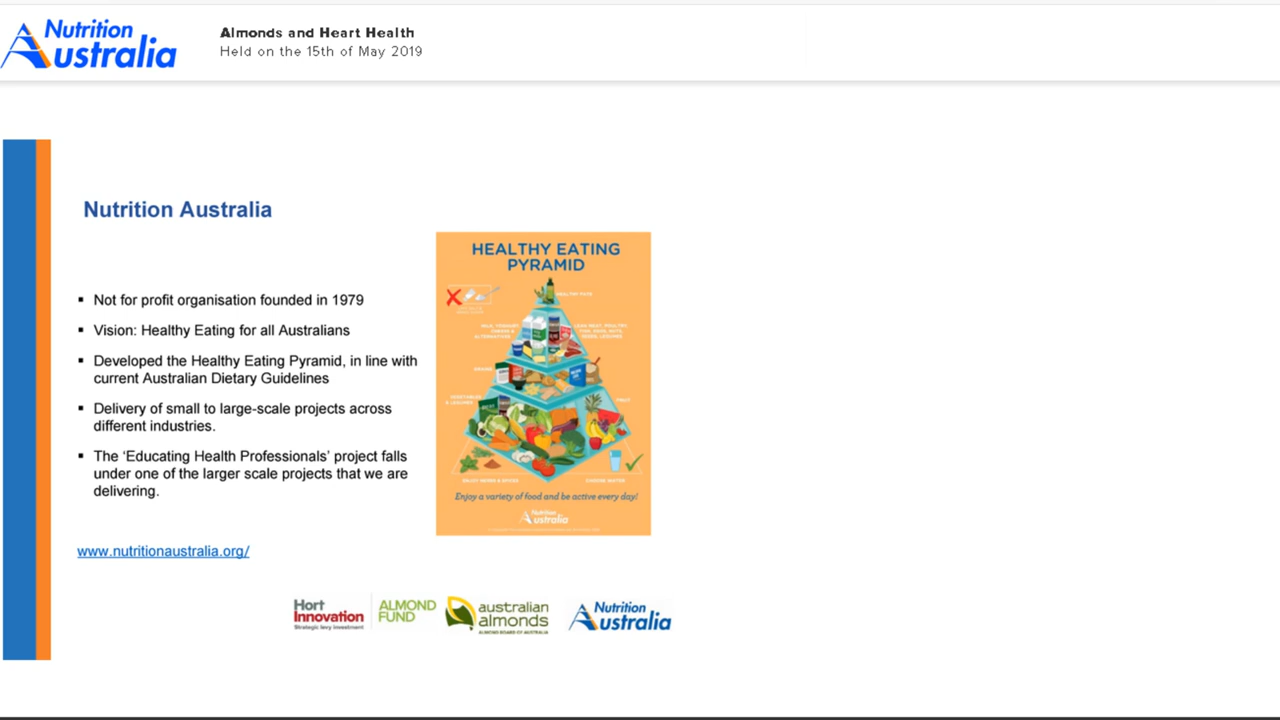 Nutrition
Australia
Almonds and Heart Health
Held on the 15th of May 2019
Nutrition Australia
▪ Not for profit organisation founded in 1979
▪ Vision: Healthy Eating for all Australians
▪ Developed the Healthy Eating Pyramid, in line with
current Australian Dietary Guidelines
▪ Delivery of small to large-scale projects across
different industries.
▪ The ‘Educating Health Professionals’ project falls
under one of the larger scale projects that we are
delivering.
www.nutritionaustralia.org/
HEALTHY EATING
PYRAMID
HEALTHY FATS
MILK, YOGHURT,
CHEESE &
ALTERNATIVES
LEAN MEAT, POULTRY,
FISH, EGGS, NUTS,
SEEDS, LEGUMES
GRAINS
VEGETABLES
& LEGUMES
FRUIT
ENJOY HERBS & SPICES
CHOOSE WATER
Enjoy a variety of food and be active every day!
Nutrition
Australia
Hort
Innovation
Strategic levy investment
ALMOND
FUND
australian
almonds
ALMOND BOARD OF AUSTRALIA
Nutrition
Australia